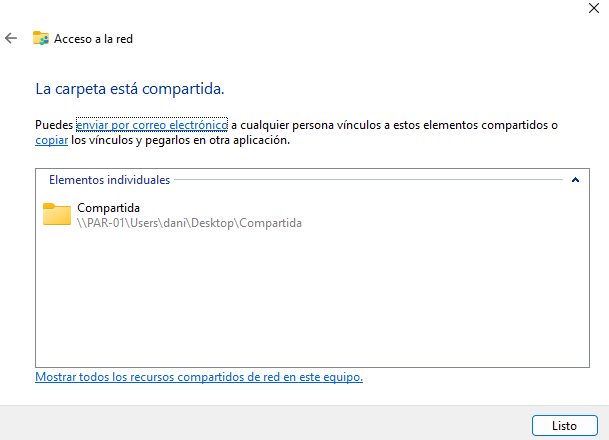 Acceso a la red
La carpeta está compartida.
Puedes enviar por correo electrónico a cualquier persona vínculos a estos elementos compartidos o
copiar los vínculos y pegarlos en otra aplicación.
Elementos individuales
Compartida
\\PAR-01\Users\dani\Desktop\Compartida
Mostrar todos los recursos compartidos de red en este equipo.
Listo